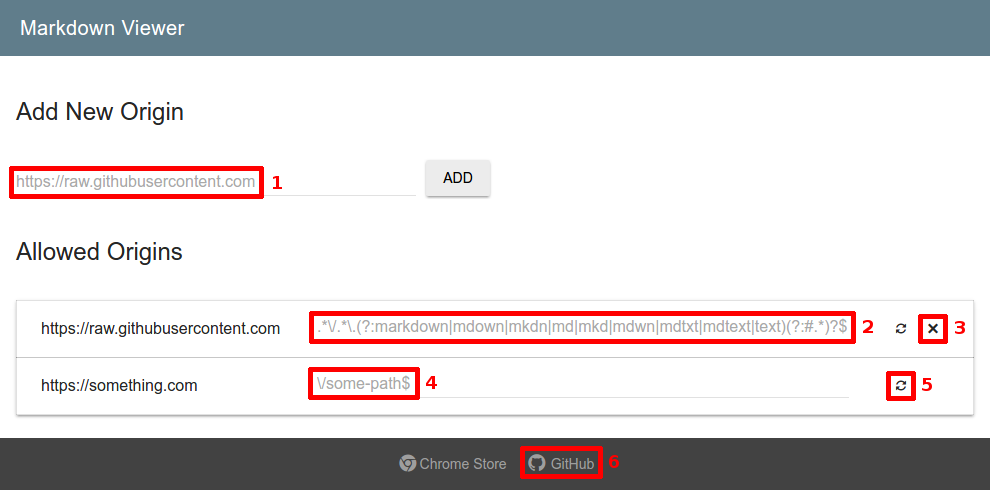 Markdown Viewer
Add New Origin
https://raw.githubusercontent.com 1 ADD
Allowed Origins
https://raw.githubusercontent.com .*\/.*\.(?:markdown|mdown|mkdn|md|mkd|mdwn|mdtxt|mdtext|text)(?:#.*)?$ 2 3
https://something.com \/some-path$ 4 5
Chrome Store GitHub 6